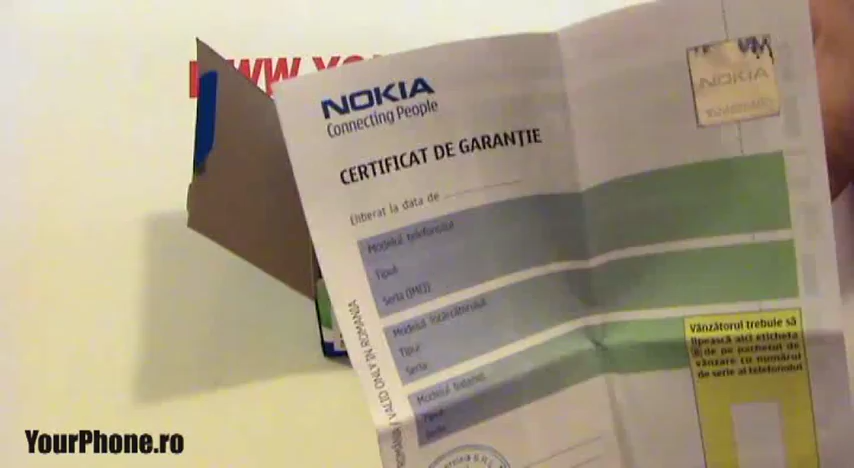 NOKIA
Connecting People
NOKIA
CERTIFICAT DE GARANȚIE
Eliberat la data de
Modelul telefonului
Tipul
Seria (IMEI)
Modelul încărcătorului
Tipul
Seria
Modelul bateriei
Tipul
Seria
VALID ONLY IN ROMANIA
Vânzătorul trebuie să
lipească aici eticheta
de pe pachetul de
vânzare cu numărul
de serie al telefonului
YourPhone.ro